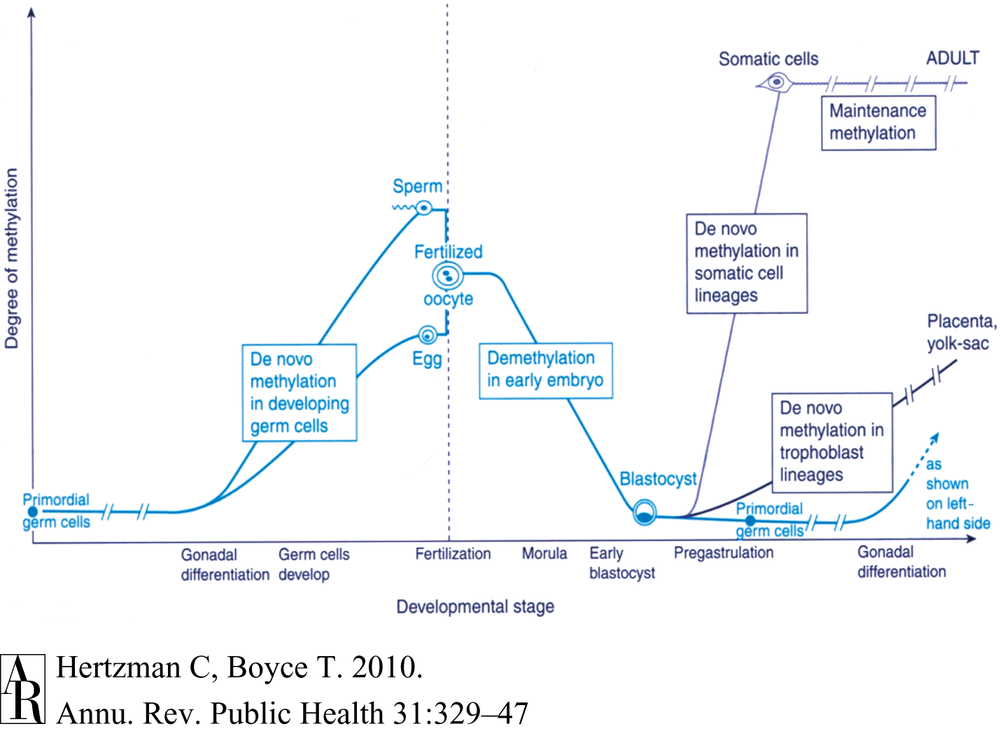 Degree of methylation
Primordial
germ cells
De novo
methylation
in developing
germ cells
Sperm
Fertilized
oocyte
Egg
Demethylation
in early embryo
Blastocyst
Somatic cells
ADULT
Maintenance
methylation
De novo
methylation in
somatic cell
lineages
Placenta,
yolk-sac
De novo
methylation in
trophoblast
lineages
Primordial
germ cells
as
shown
on left-
hand side
Gonadal
differentiation
Germ cells
develop
Fertilization
Morula
Early
blastocyst
Pregastrulation
Gonadal
differentiation
Developmental stage
AR
Hertzman C, Boyce T. 2010.
Annu. Rev. Public Health 31:329–47